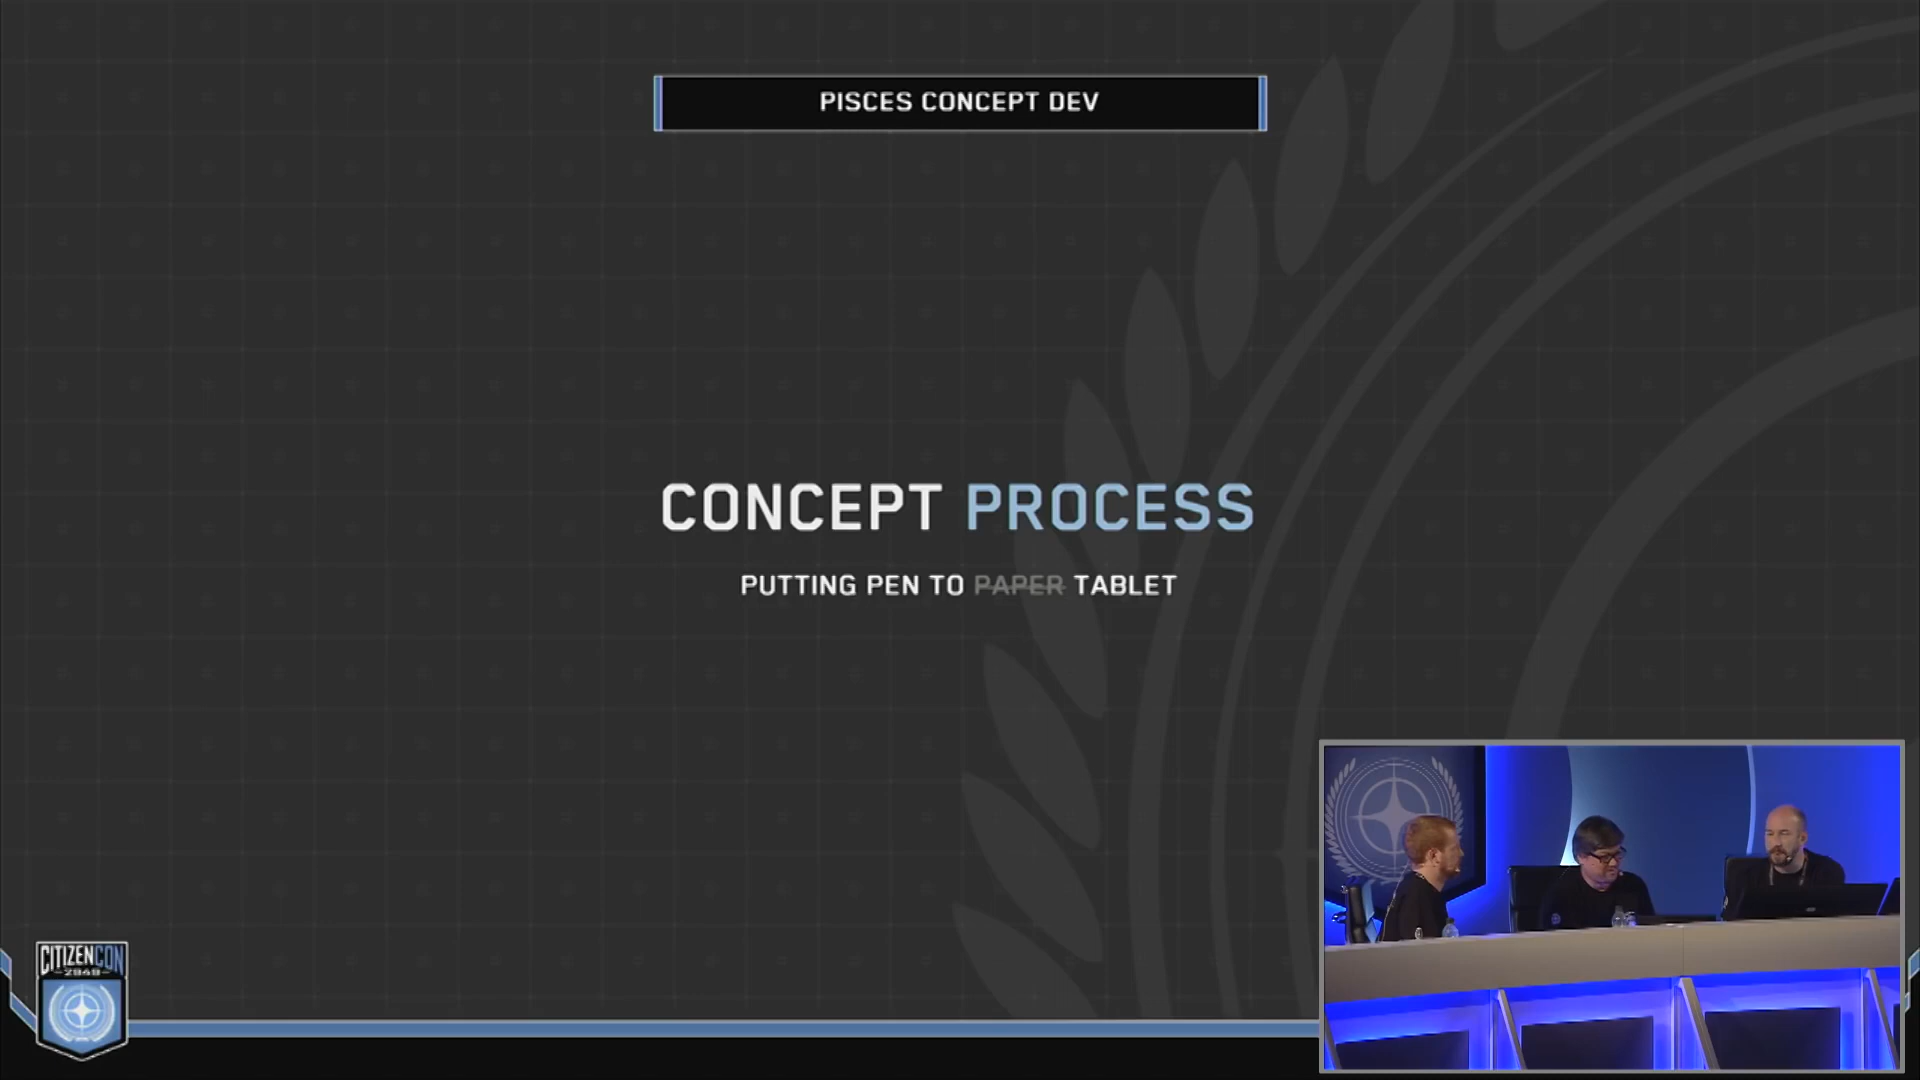 PISCES CONCEPT DEV
CONCEPT PROCESS
PUTTING PEN TO PAPER TABLET
CITIZENCON
2949